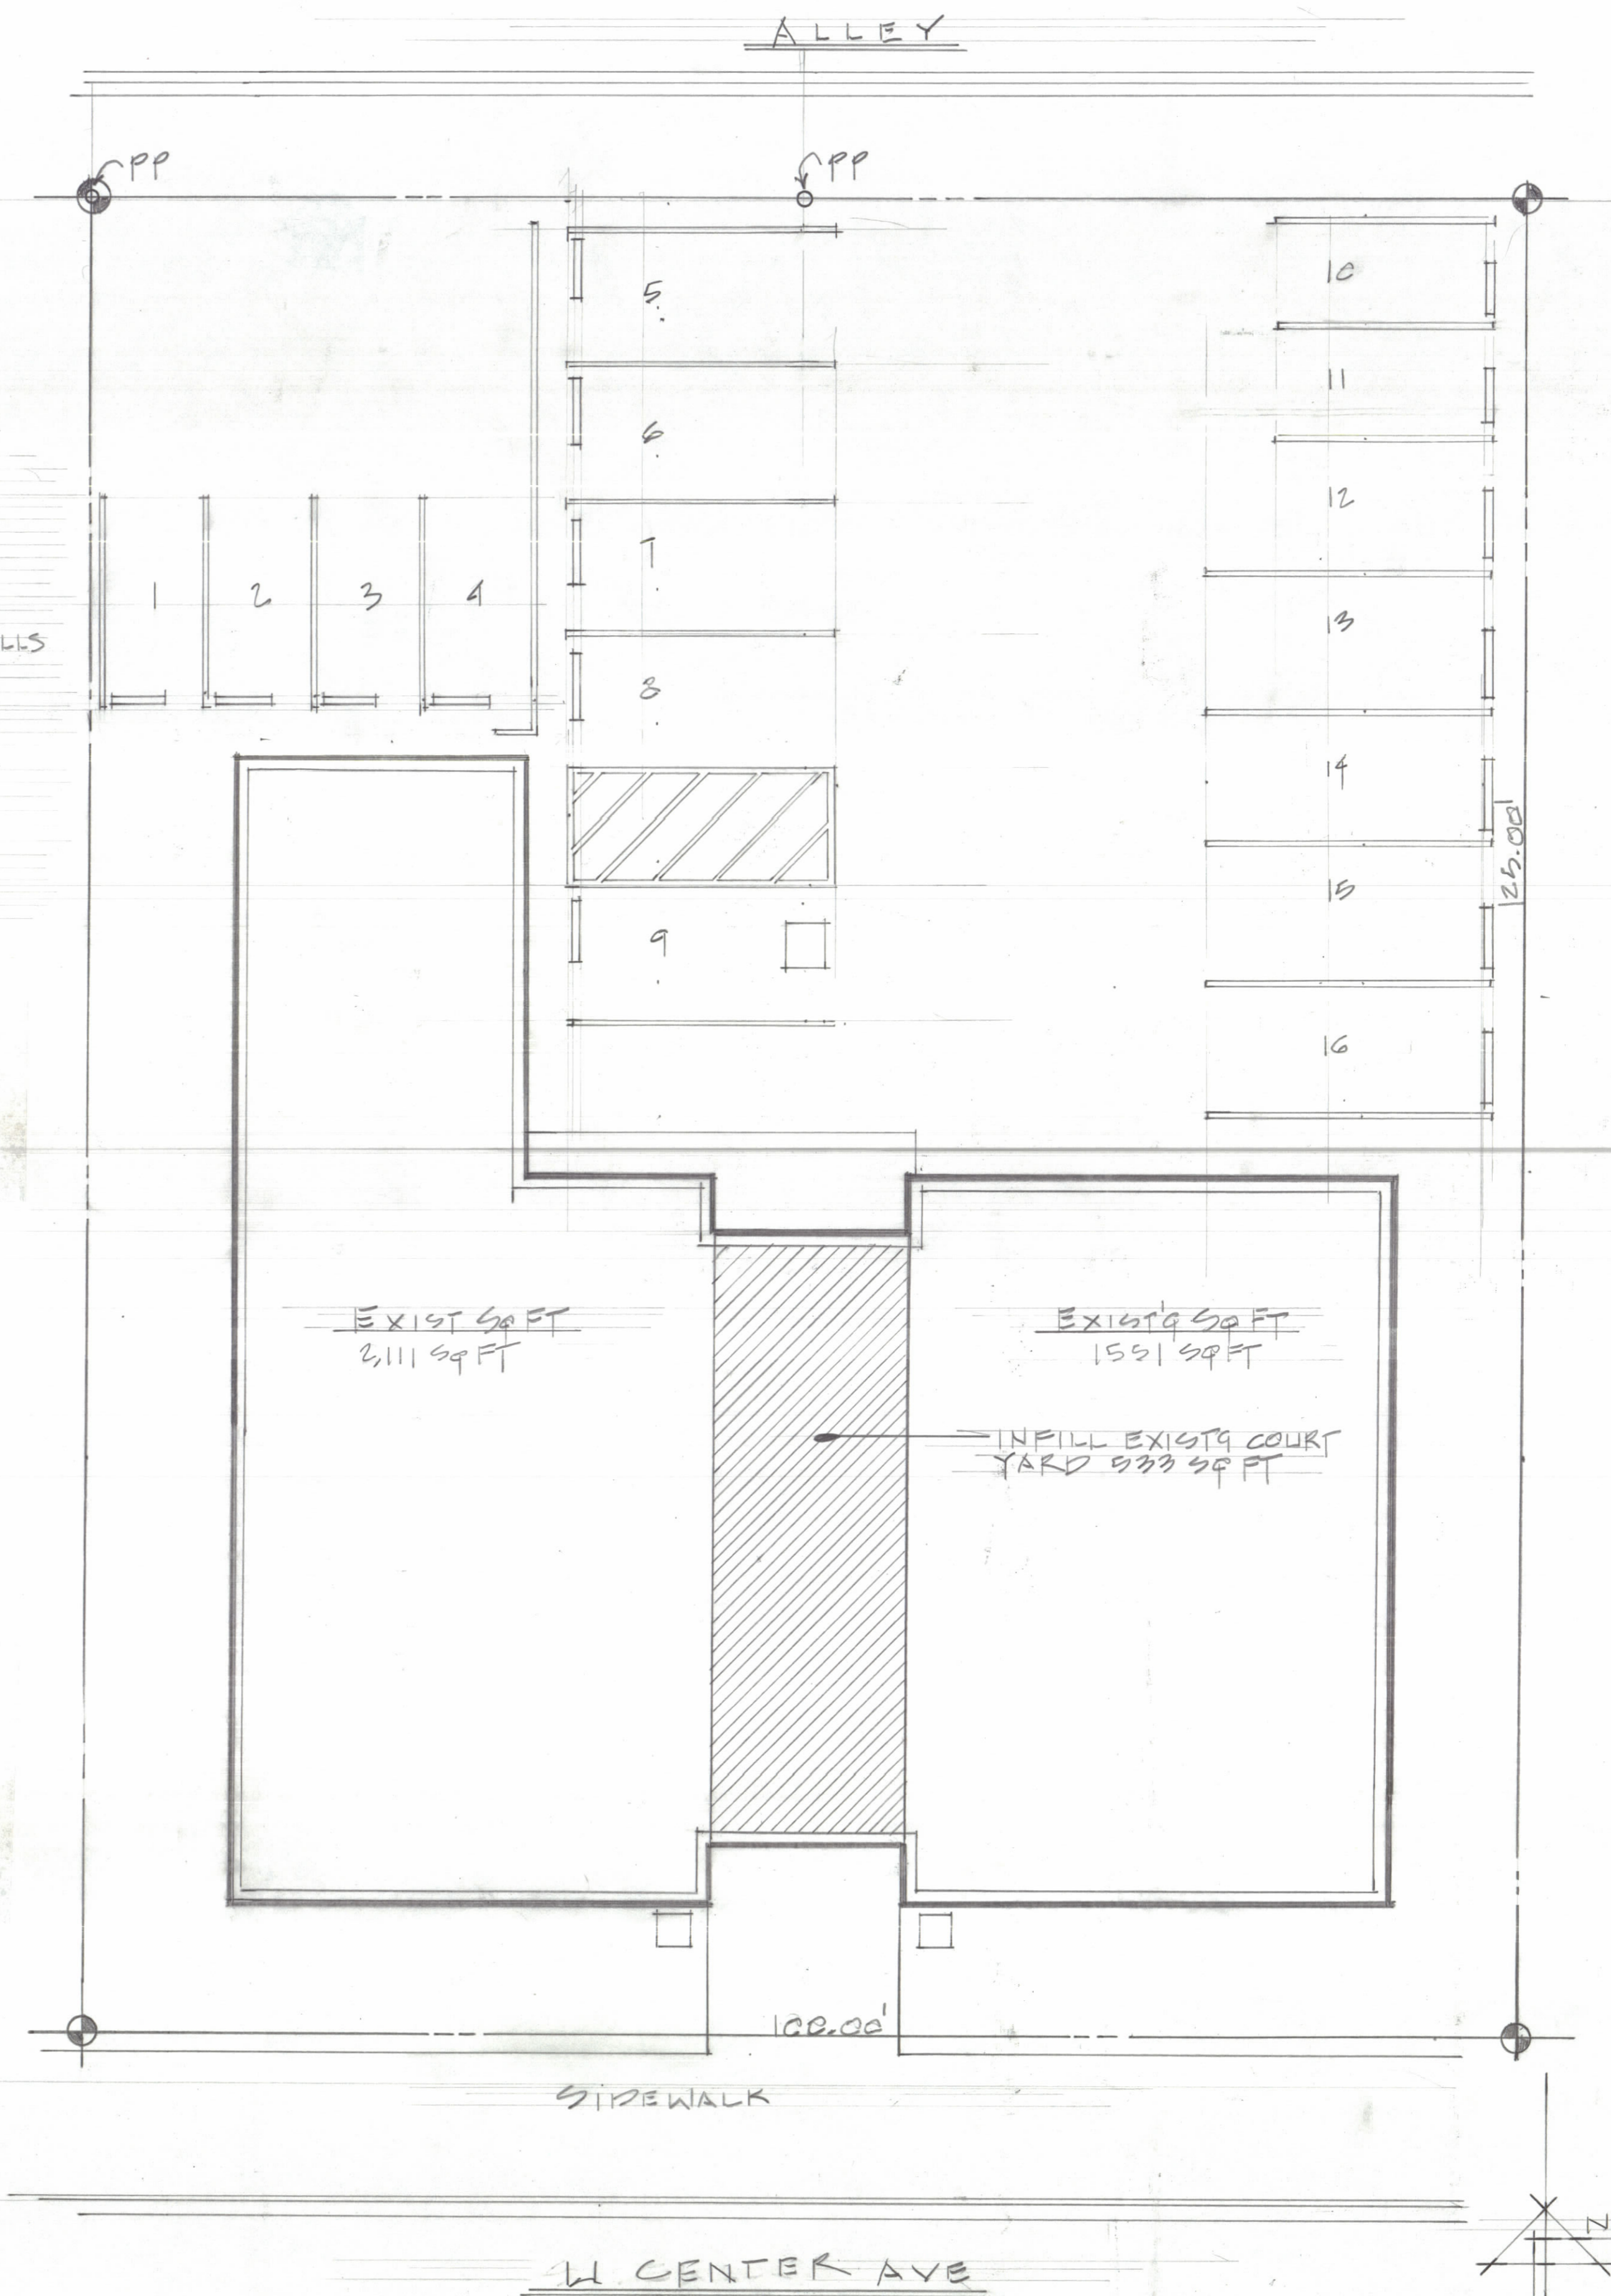 ALLEY
PP
PP
5
10
6
11
7
12
1
2
3
4
13
LLS
8
14
125.00'
15
9
16
EXIST SQ FT
2,111 SQ FT
EXIST'G SQ FT
1551 SQ FT
INFILL EXIST'G COURT
YARD 533 SQ FT
100.00'
SIDEWALK
N
W CENTER AVE